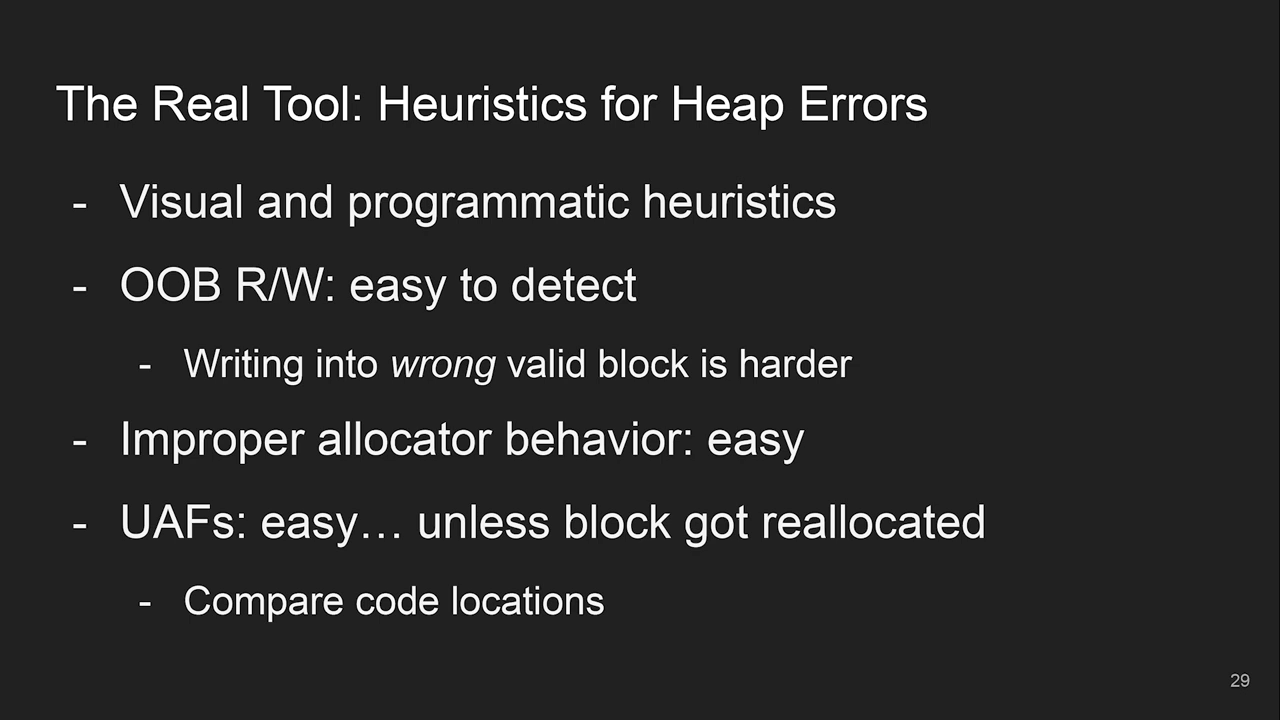 The Real Tool: Heuristics for Heap Errors
- Visual and programmatic heuristics
- OOB R/W: easy to detect
- Writing into wrong valid block is harder
- Improper allocator behavior: easy
- UAFs: easy… unless block got reallocated
- Compare code locations
29